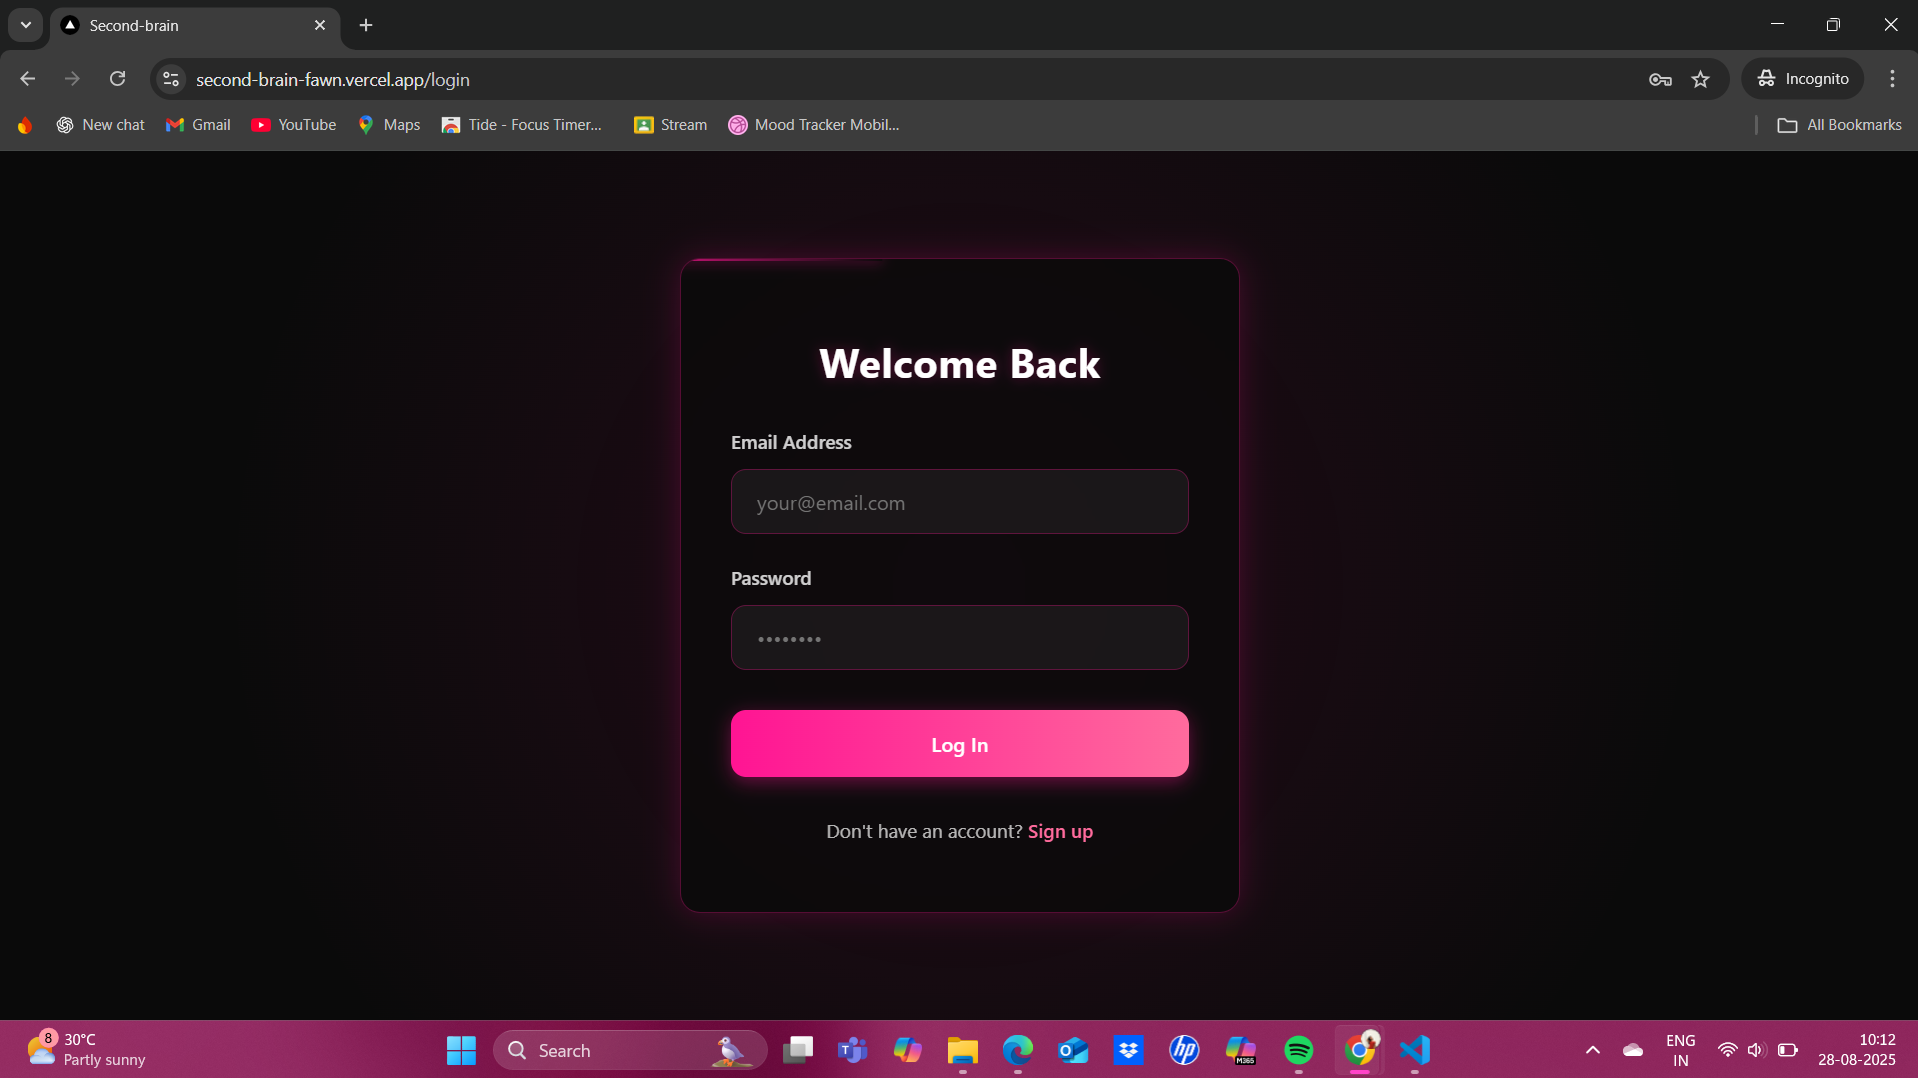 Second-brain
second-brain-fawn.vercel.app/login
Incognito
New chat
Gmail
YouTube
Maps
Tide - Focus Timer...
Stream
Mood Tracker Mobil...
All Bookmarks
Welcome Back
Email Address
your@email.com
Password
••••••••
Log In
Don't have an account? Sign up
8
30°C
Partly sunny
Search
T
O
hp
M365
ENG
IN
10:12
28-08-2025